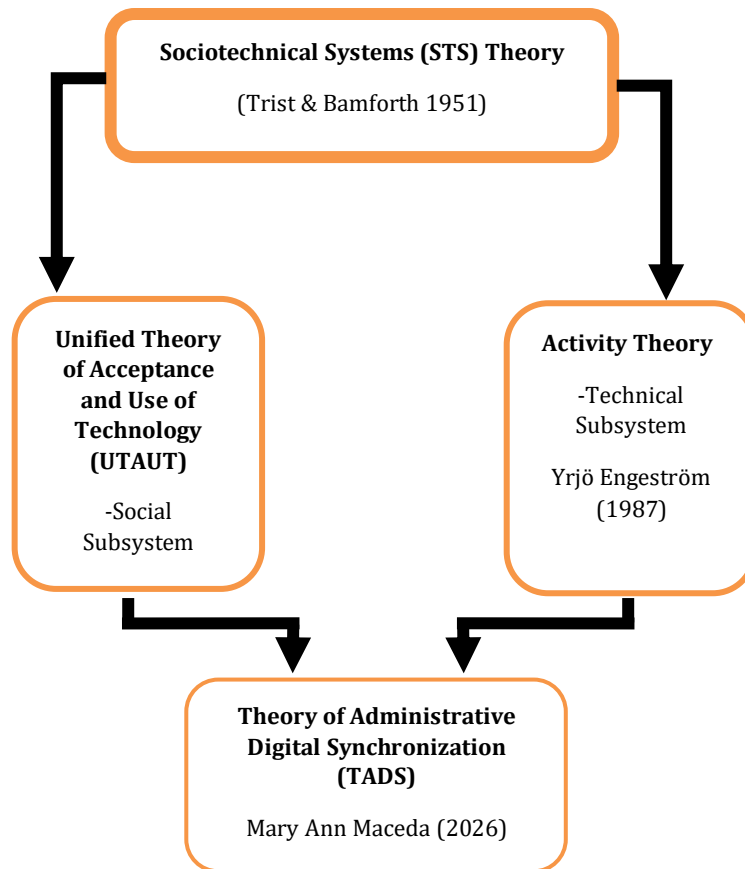 Sociotechnical Systems (STS) Theory
(Trist & Bamforth 1951)
Unified Theory
of Acceptance
and Use of
Technology
(UTAUT)
-Social
Subsystem
Activity Theory
-Technical
Subsystem
Yrjö Engeström
(1987)
Theory of Administrative
Digital Synchronization
(TADS)
Mary Ann Maceda (2026)